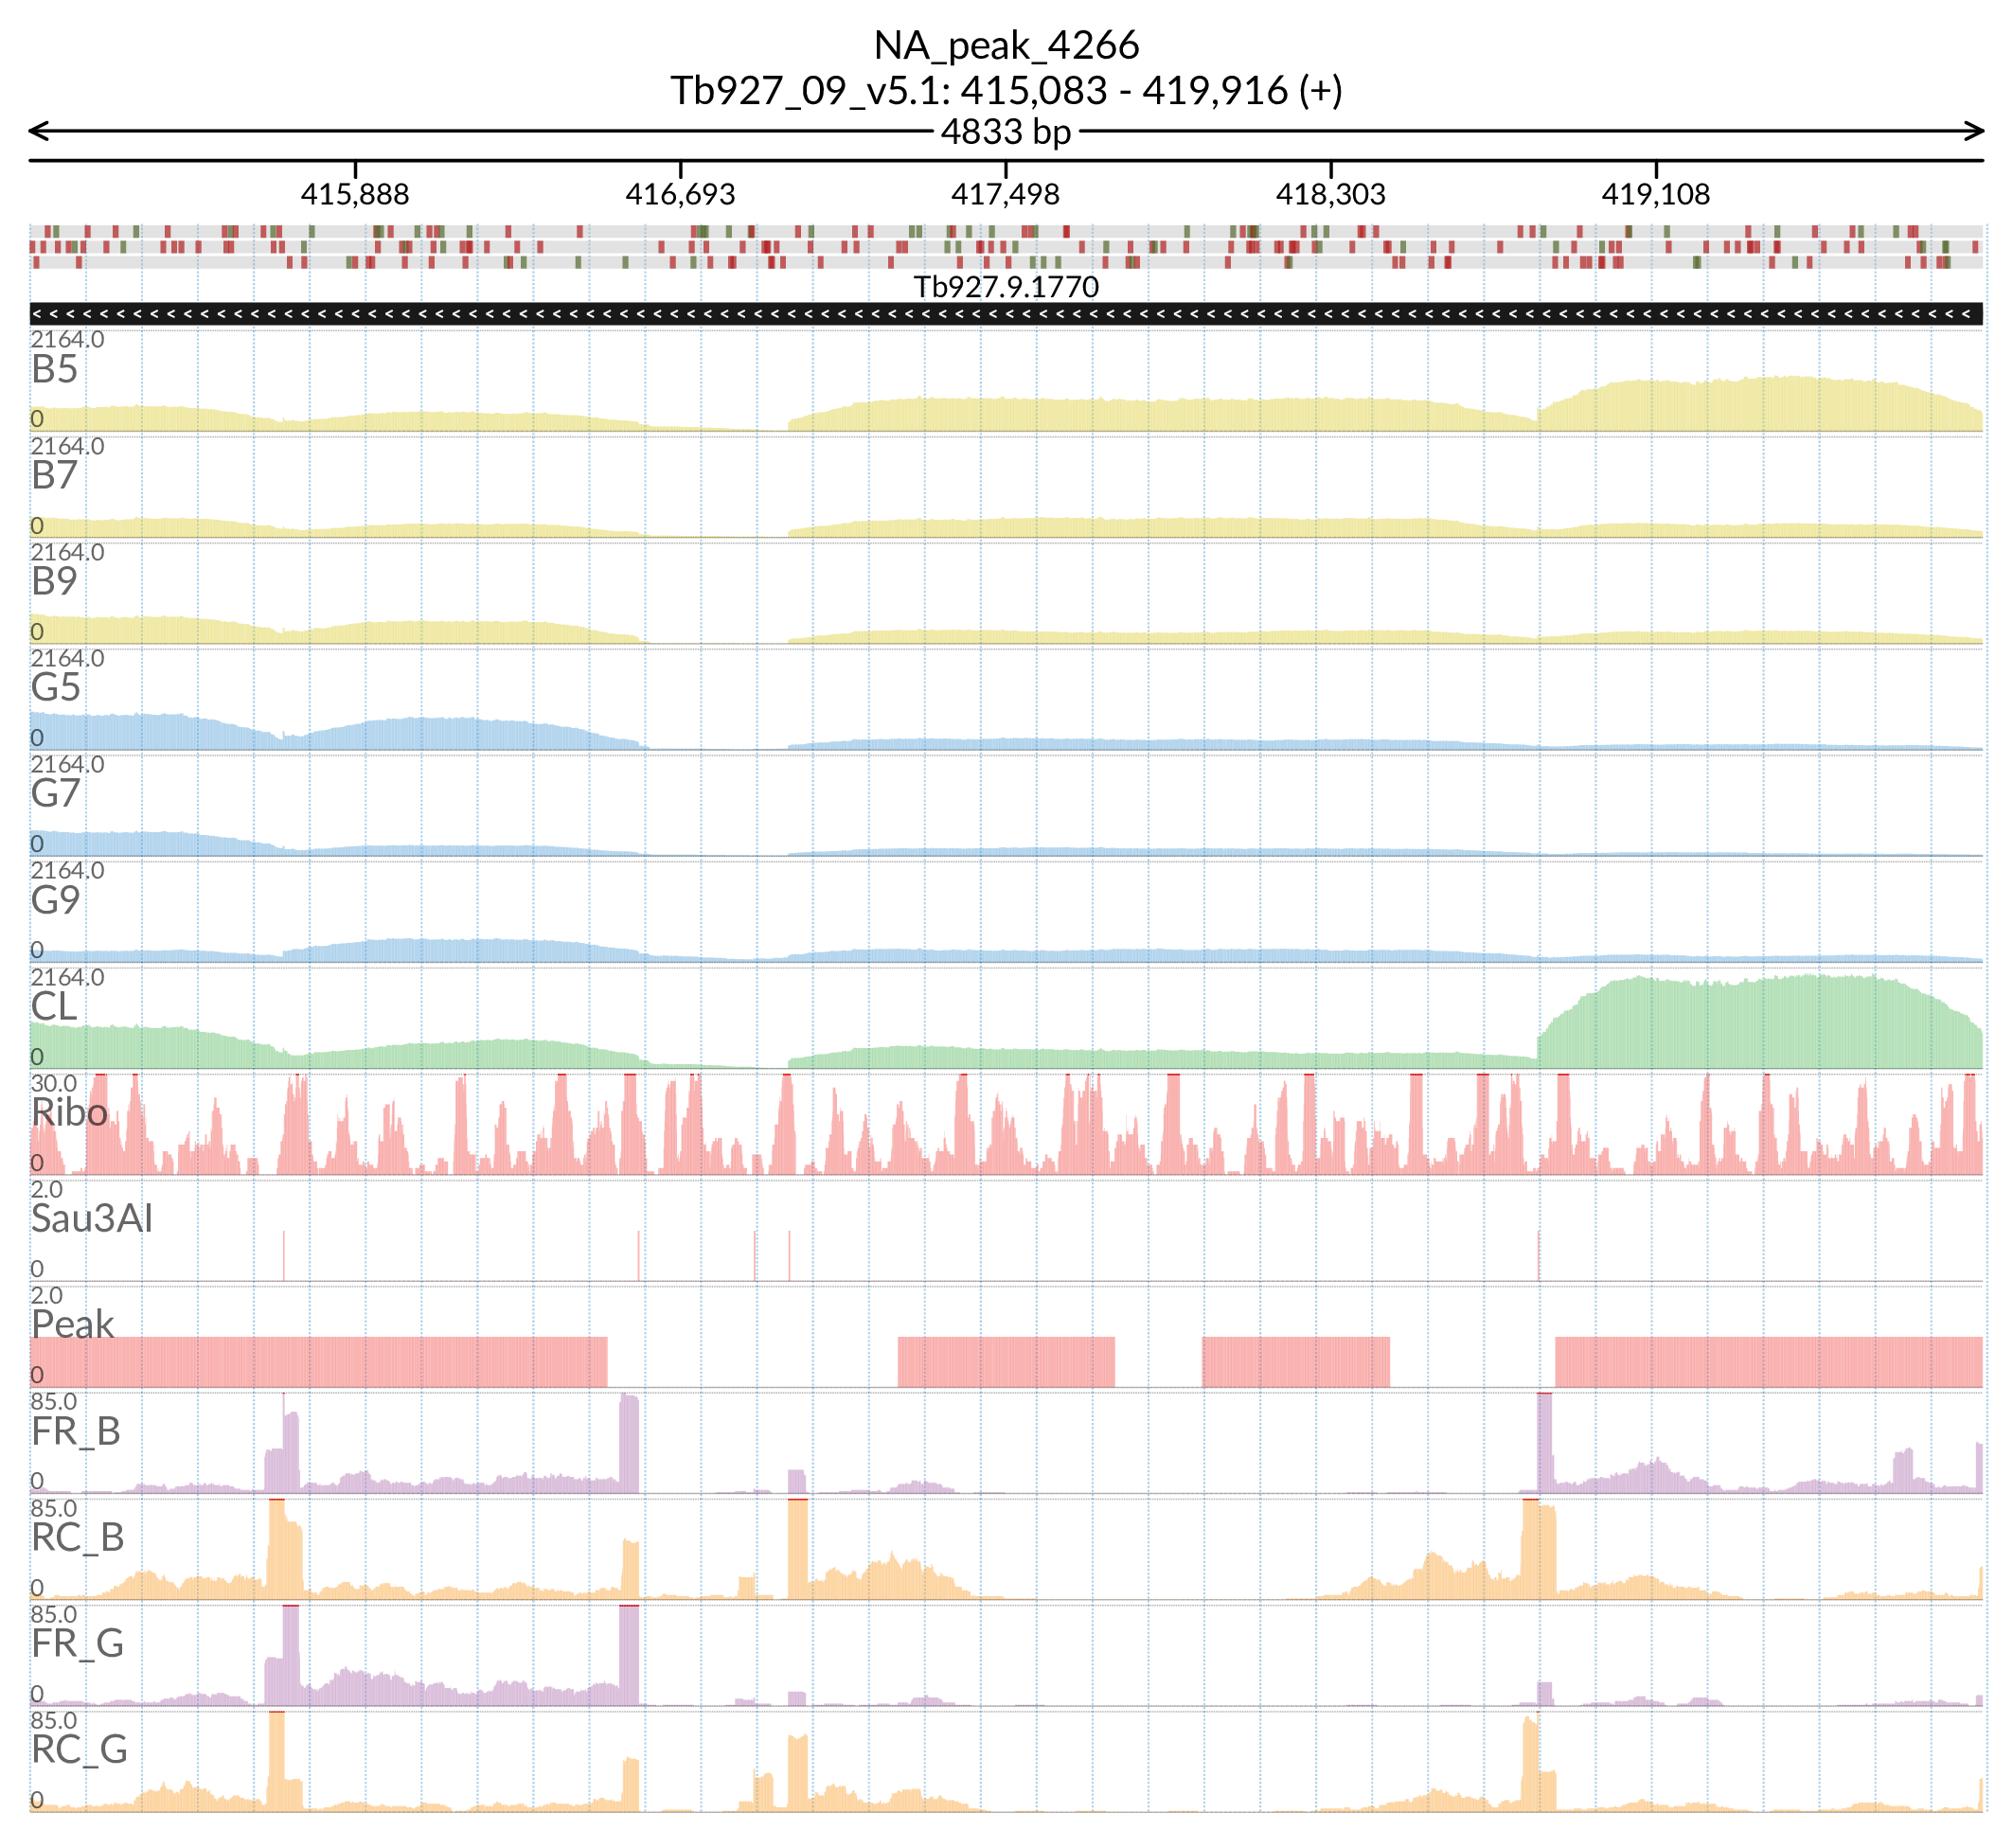 NA_peak_4266
Tb927_09_v5.1: 415,083 - 419,916 (+)
4833 bp
415,888 416,693 417,498 418,303 419,108
Tb927.9.1770
2164.0
B5
0
2164.0
B7
0
2164.0
B9
0
2164.0
G5
0
2164.0
G7
0
2164.0
G9
0
2164.0
CL
0
30.0
Ribo
0
2.0
Sau3AI
0
2.0
Peak
0
85.0
FR_B
0
85.0
RC_B
0
85.0
FR_G
0
85.0
RC_G
0